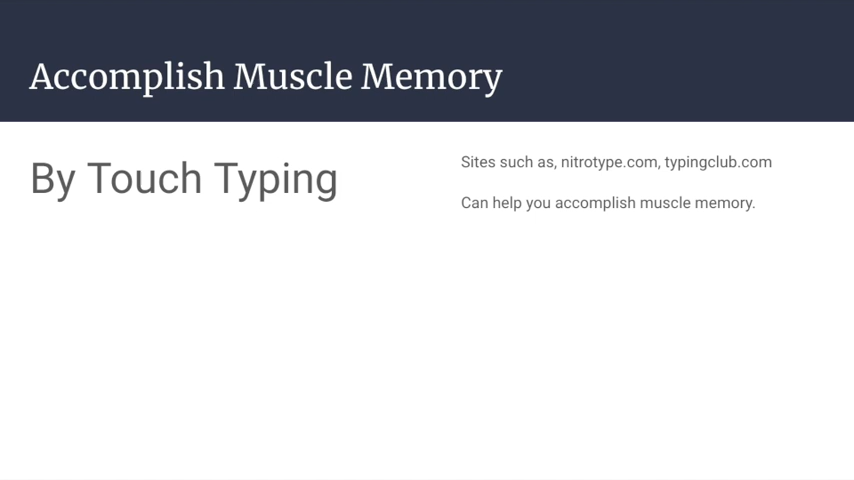 Accomplish Muscle Memory
By Touch Typing
Sites such as, nitrotype.com, typingclub.com
Can help you accomplish muscle memory.